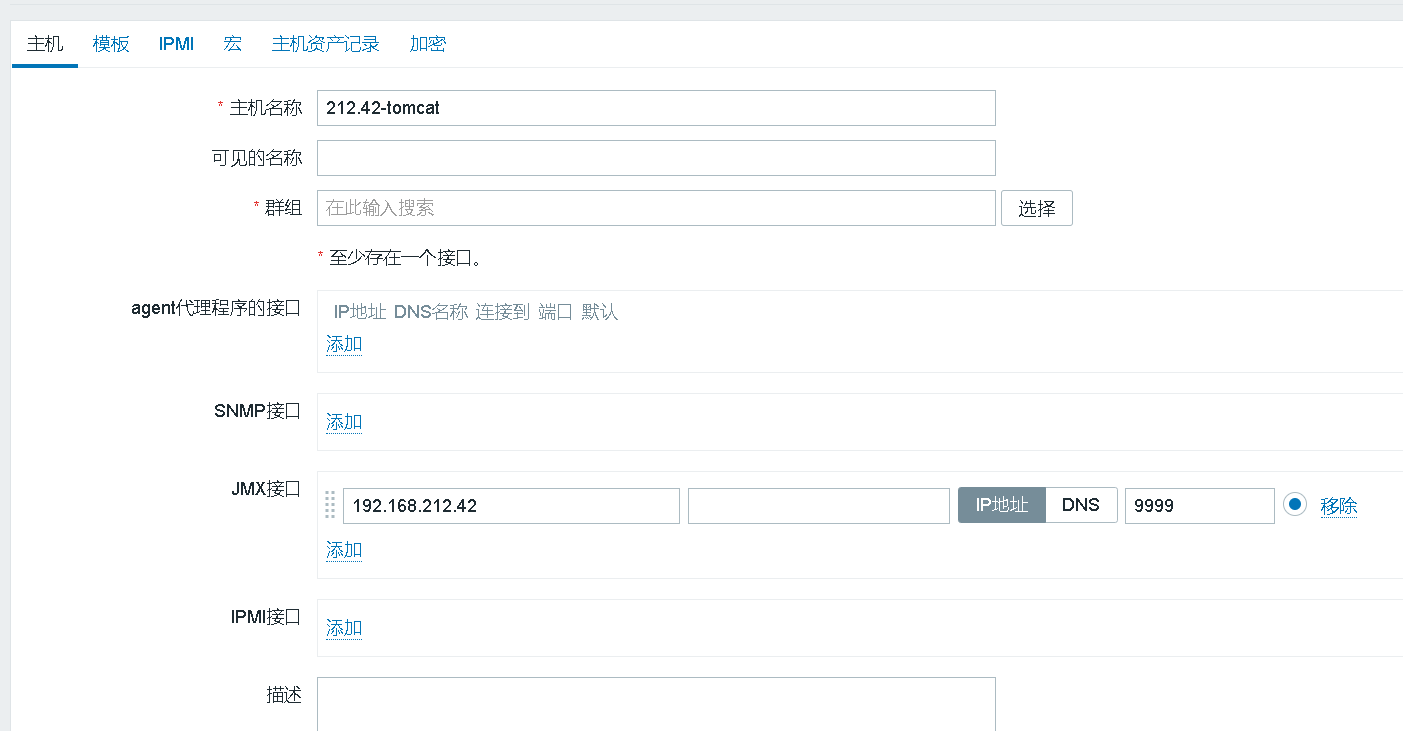 主机 模板 IPMI 宏 主机资产记录 加密
* 主机名称 212.42-tomcat
可见的名称
* 群组 在此输入搜索 选择
* 至少存在一个接口。
agent代理程序的接口 IP地址 DNS名称 连接到 端口 默认
添加
SNMP接口 添加
JMX接口 192.168.212.42 IP地址 DNS 9999 移除
添加
IPMI接口 添加
描述